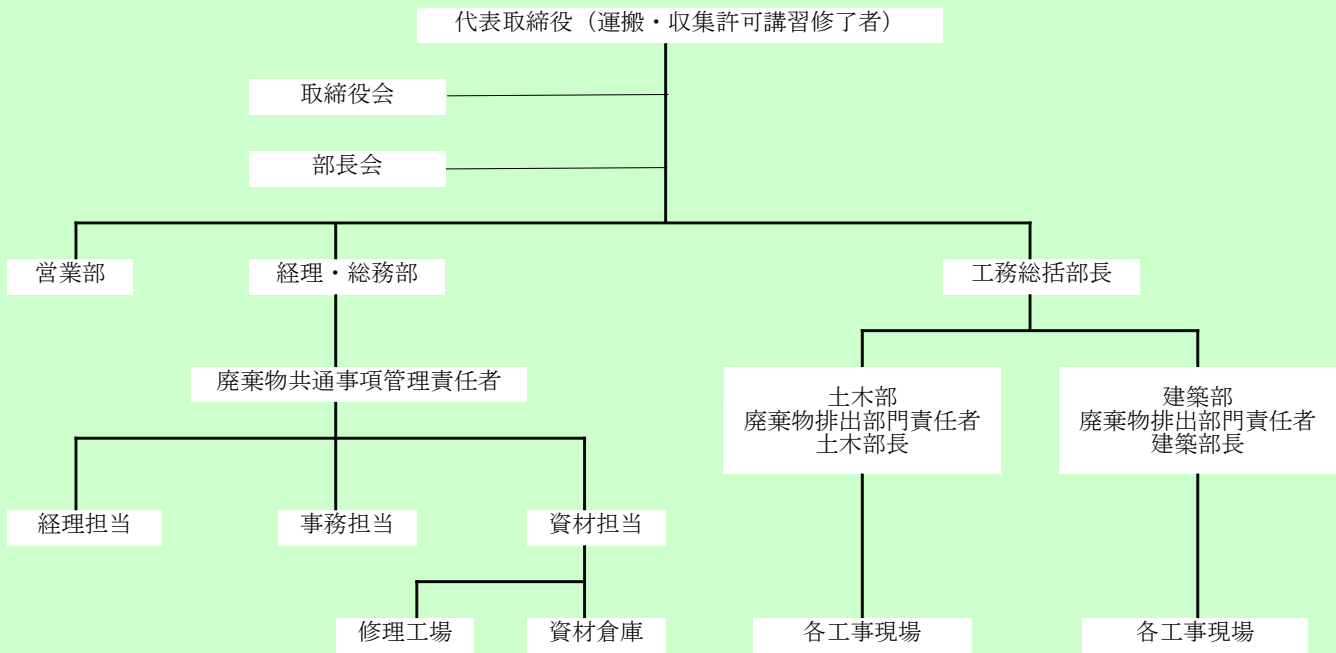 代表取締役（運搬・収集許可講習修了者）
取締役会
部長会
営業部
経理・総務部
工務総括部長
廃棄物共通事項管理責任者
土木部
廃棄物排出部門責任者
土木部長
建築部
廃棄物排出部門責任者
建築部長
経理担当
事務担当
資材担当
修理工場
資材倉庫
各工事現場
各工事現場